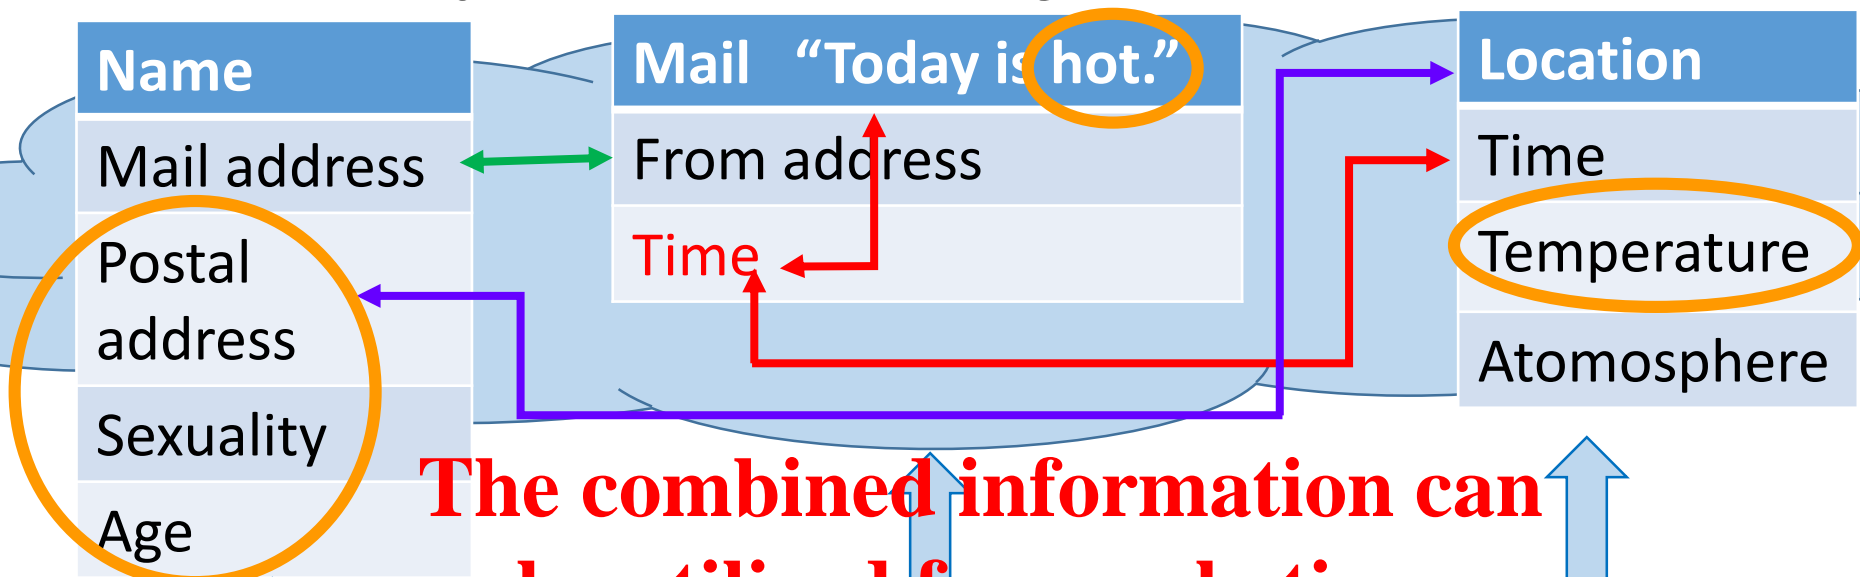 Name
Mail address
Postal
address
Sexuality
Age
Mail “Today is hot.”
From address
Time
Location
Time
Temperature
Atomosphere
The combined information can